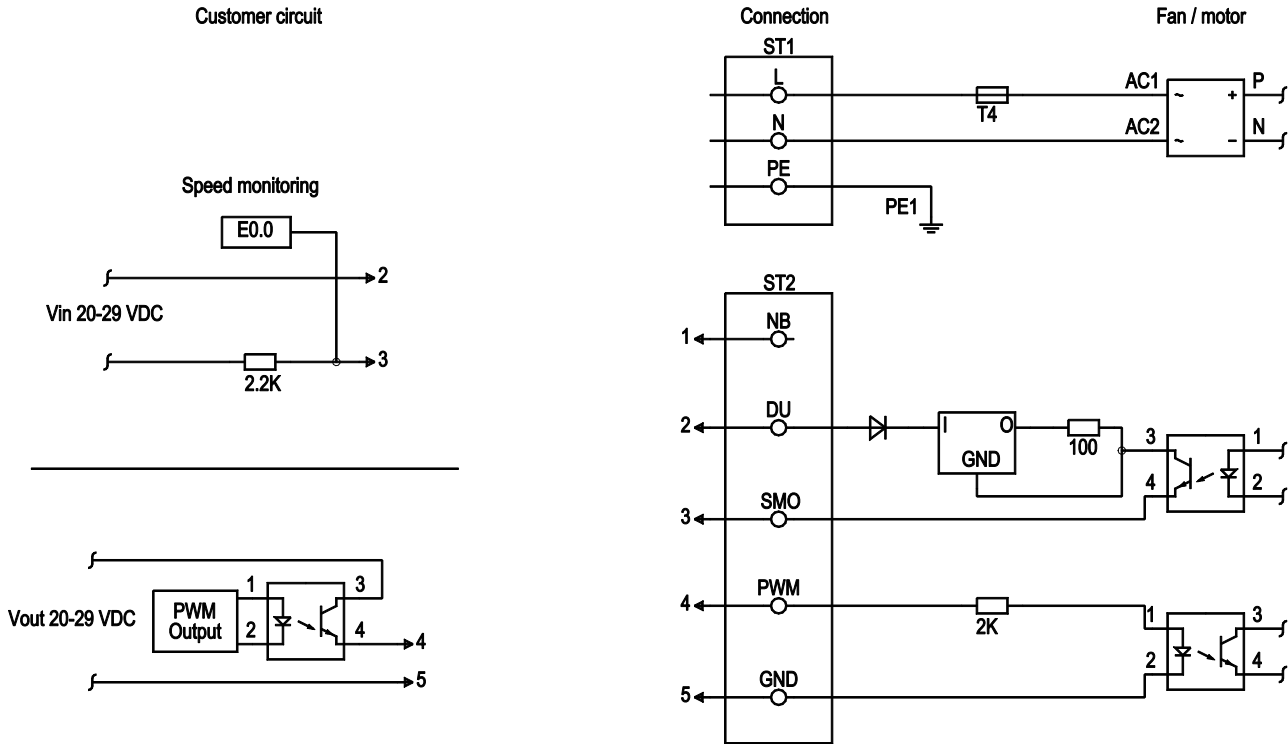 Customer circuit
Connection
Fan / motor
ST1
L
AC1
~
+
P
T4
N
AC2
~
-
N
PE
PE1
Speed monitoring
E0.0
2
Vin 20-29 VDC
3
2.2K
ST2
1
NB
2
DU
I
O
GND
100
3
1
4
2
3
SMO
Vout 20-29 VDC
PWM
Output
1
2
3
4
4
5
4
PWM
2K
1
3
2
4
5
GND